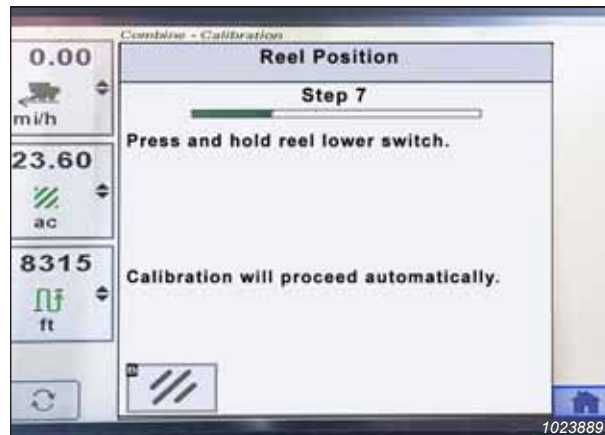 Combine - Calibration
0.00
mi/h
23.60
ac
8315
ft
Reel Position
Step 7
Press and hold reel lower switch.
Calibration will proceed automatically.
1023889